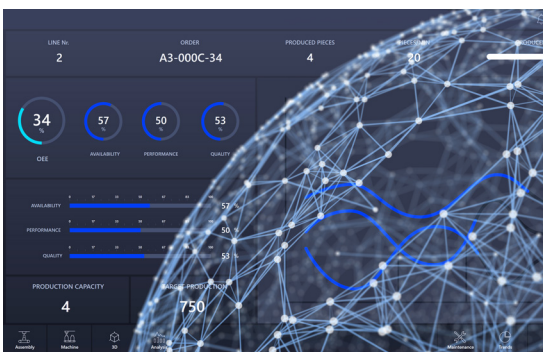 LINE Nr.
ORDER
PRODUCED PIECES
2
A3-000C-34
4
20
34
%
OEE
57
%
AVAILABILITY
50
%
PERFORMANCE
53
%
QUALITY
AVAILABILITY
57 %
PERFORMANCE
50 %
QUALITY
53 %
PRODUCTION CAPACITY
TARGET PRODUCTION
4
750
Assembly
Machine
3D
Analysis
Maintenance
Trends